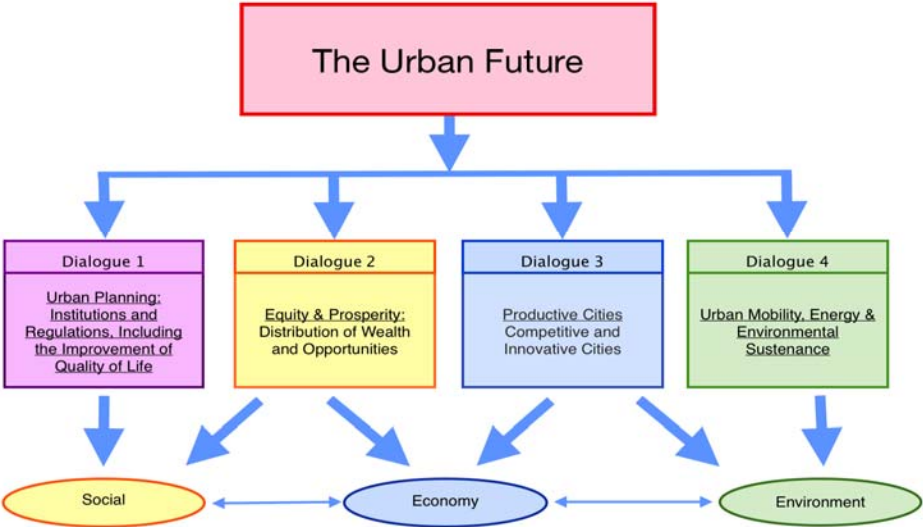 The Urban Future
Dialogue 1
Urban Planning:
Institutions and
Regulations, Including
the Improvement of
Quality of Life
Dialogue 2
Equity & Prosperity:
Distribution of Wealth
and Opportunities
Dialogue 3
Productive Cities
Competitive and
Innovative Cities
Dialogue 4
Urban Mobility, Energy &
Environmental
Sustenance
Social
Economy
Environment